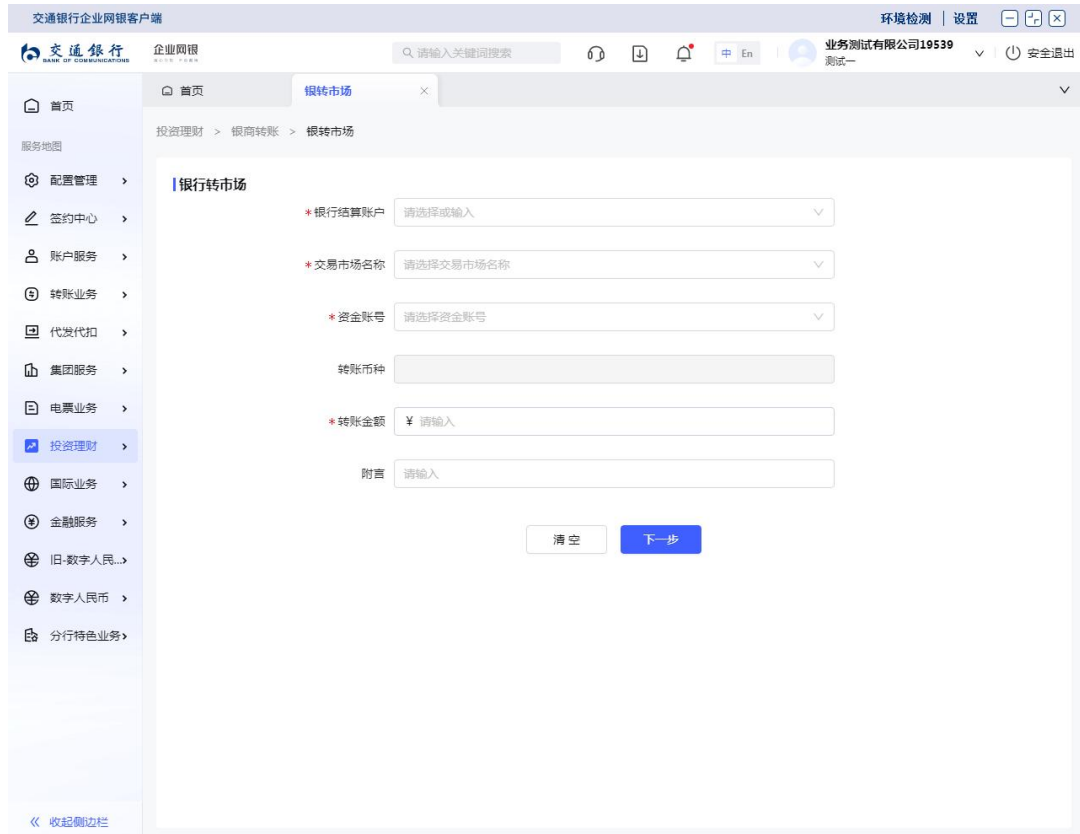 交通银行企业网银客户端
环境检测 | 设置
交通銀行 企业网银
BANK OF COMMUNICATIONS
请输入关键词搜索
中 En
业务测试有限公司19539
测试一
安全退出
首页
银转市场
首页
服务地图
配置管理
签约中心
账户服务
转账业务
代发代扣
集团服务
电票业务
投资理财
国际业务
金融服务
旧-数字人民...
数字人民币
分行特色业务
收起侧边栏
投资理财 > 银商转账 > 银转市场
银行转市场
*银行结算账户 请选择或输入
*交易市场名称 请选择交易市场名称
*资金账号 请选择资金账号
转账币种
*转账金额 ¥ 请输入
附言 请输入
清空 下一步